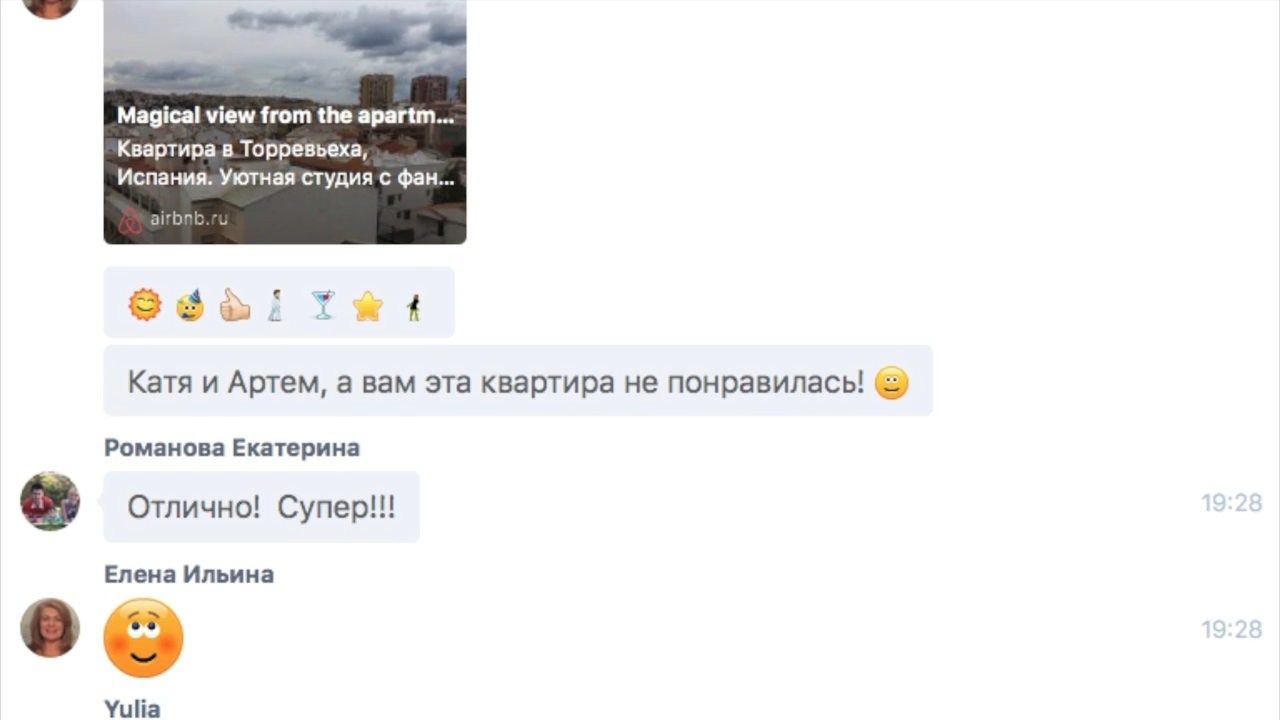 Magical view from the apartm...
Квартира в Торревьеха,
Испания. Уютная студия с фан...
airbnb.ru
Катя и Артем, а вам эта квартира не понравилась!
Романова Екатерина
Отлично! Супер!!!
19:28
Елена Ильина
19:28
Yulia